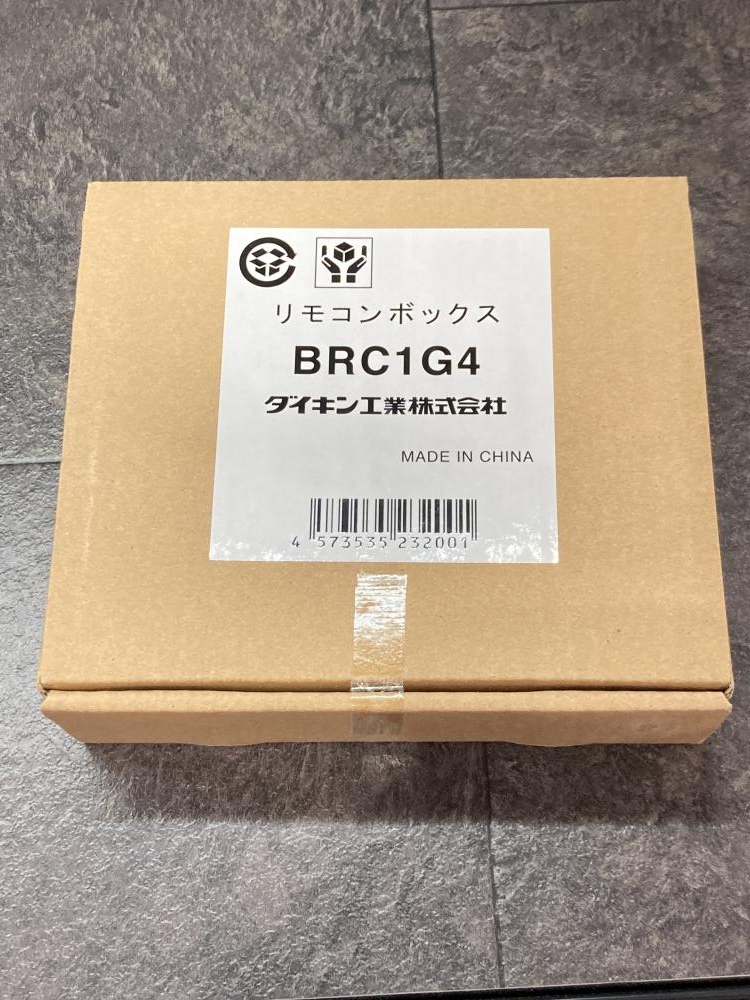 リモコンボックス
BRC1G4
ダイキン工業株式会社
MADE IN CHINA
4 573535 232001